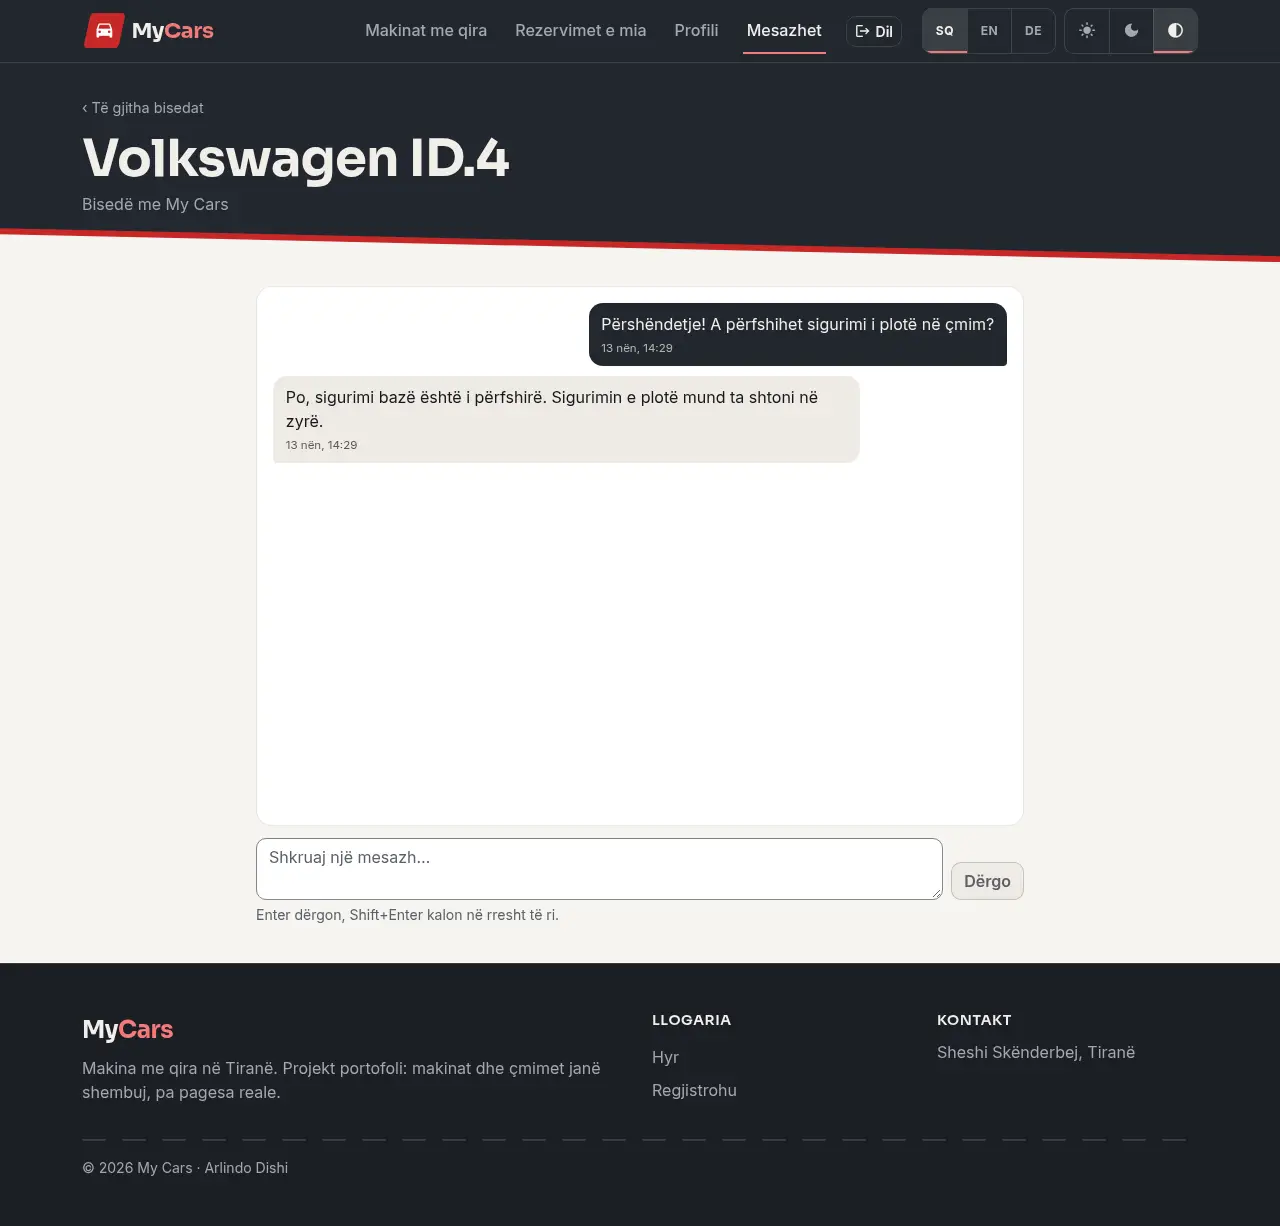 MyCars
Makinat me qira
Rezervimet e mia
Profili
Mesazhet
Dil
SQ
EN
DE
‹ Të gjitha bisedat
Volkswagen ID.4
Bisedë me My Cars
Përshëndetje! A përfshihet sigurimi i plotë në çmim?
13 nën, 14:29
Po, sigurimi bazë është i përfshirë. Sigurimin e plotë mund ta shtoni në
zyrë.
13 nën, 14:29
Shkruaj një mesazh...
Dërgo
Enter dërgon, Shift+Enter kalon në rresht të ri.
MyCars
Makina me qira në Tiranë. Projekt portofoli: makinat dhe çmimet janë
shembuj, pa pagesa reale.
LLOGARIA
Hyr
Regjistrohu
KONTAKT
Sheshi Skënderbej, Tiranë
© 2026 My Cars · Arlindo Dishi